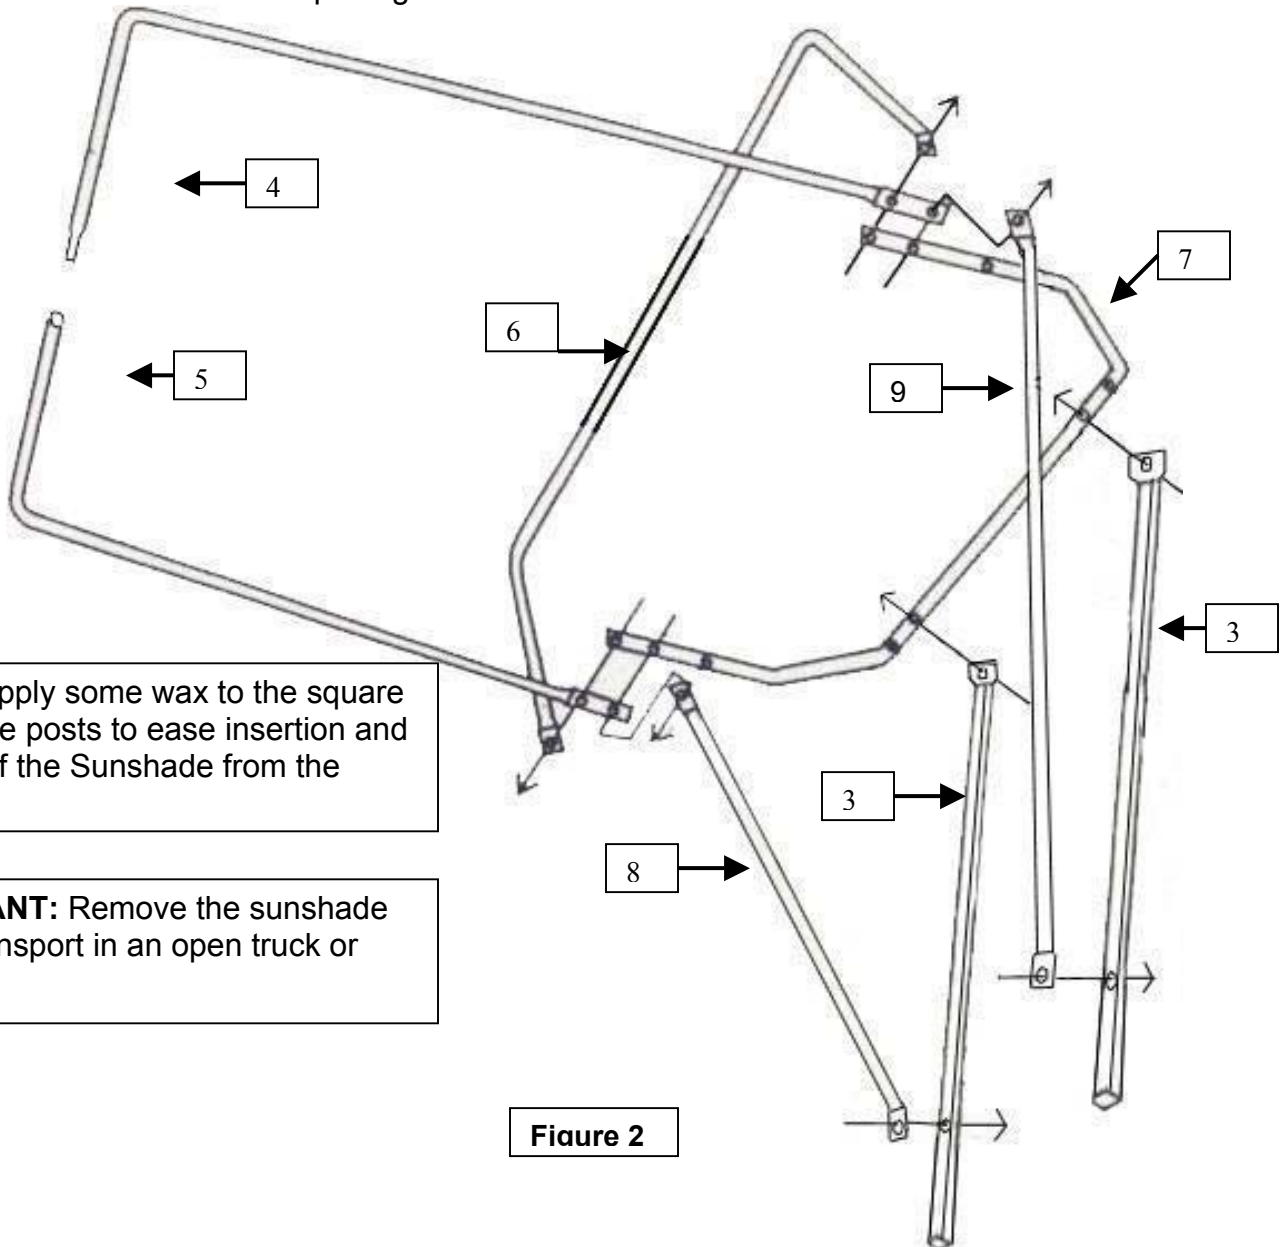 4
7
6
5
9
3
pply some wax to the square
e posts to ease insertion and
f the Sunshade from the
3
8
ANT: Remove the sunshade
nsport in an open truck or
Figure 2